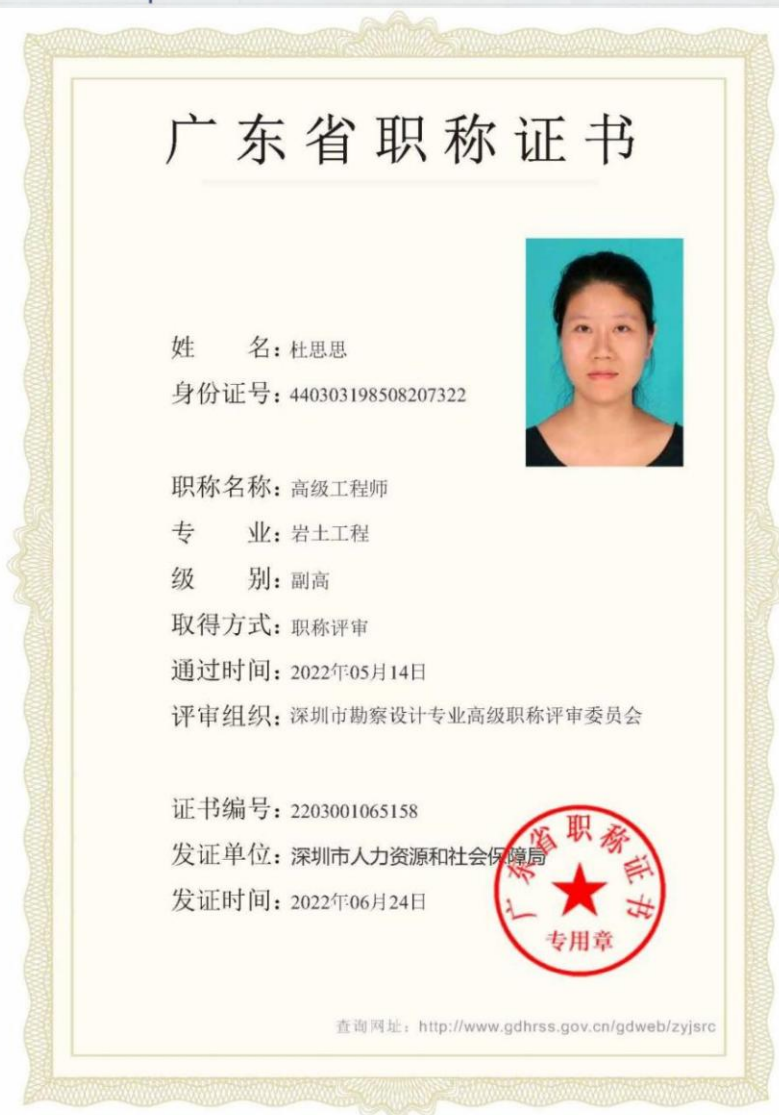 广东省职称证书
姓 名：杜思思
身份证号：440303198508207322
职称名称：高级工程师
专 业：岩土工程
级 别：副高
取得方式：职称评审
通过时间：2022年05月14日
评审组织：深圳市勘察设计专业高级职称评审委员会
证书编号：2203001065158
发证单位：深圳市人力资源和社会保障局
发证时间：2022年06月24日
广东省职称证书
专用章
查询网址：http://www.gdhrss.gov.cn/gdweb/zyjsrc